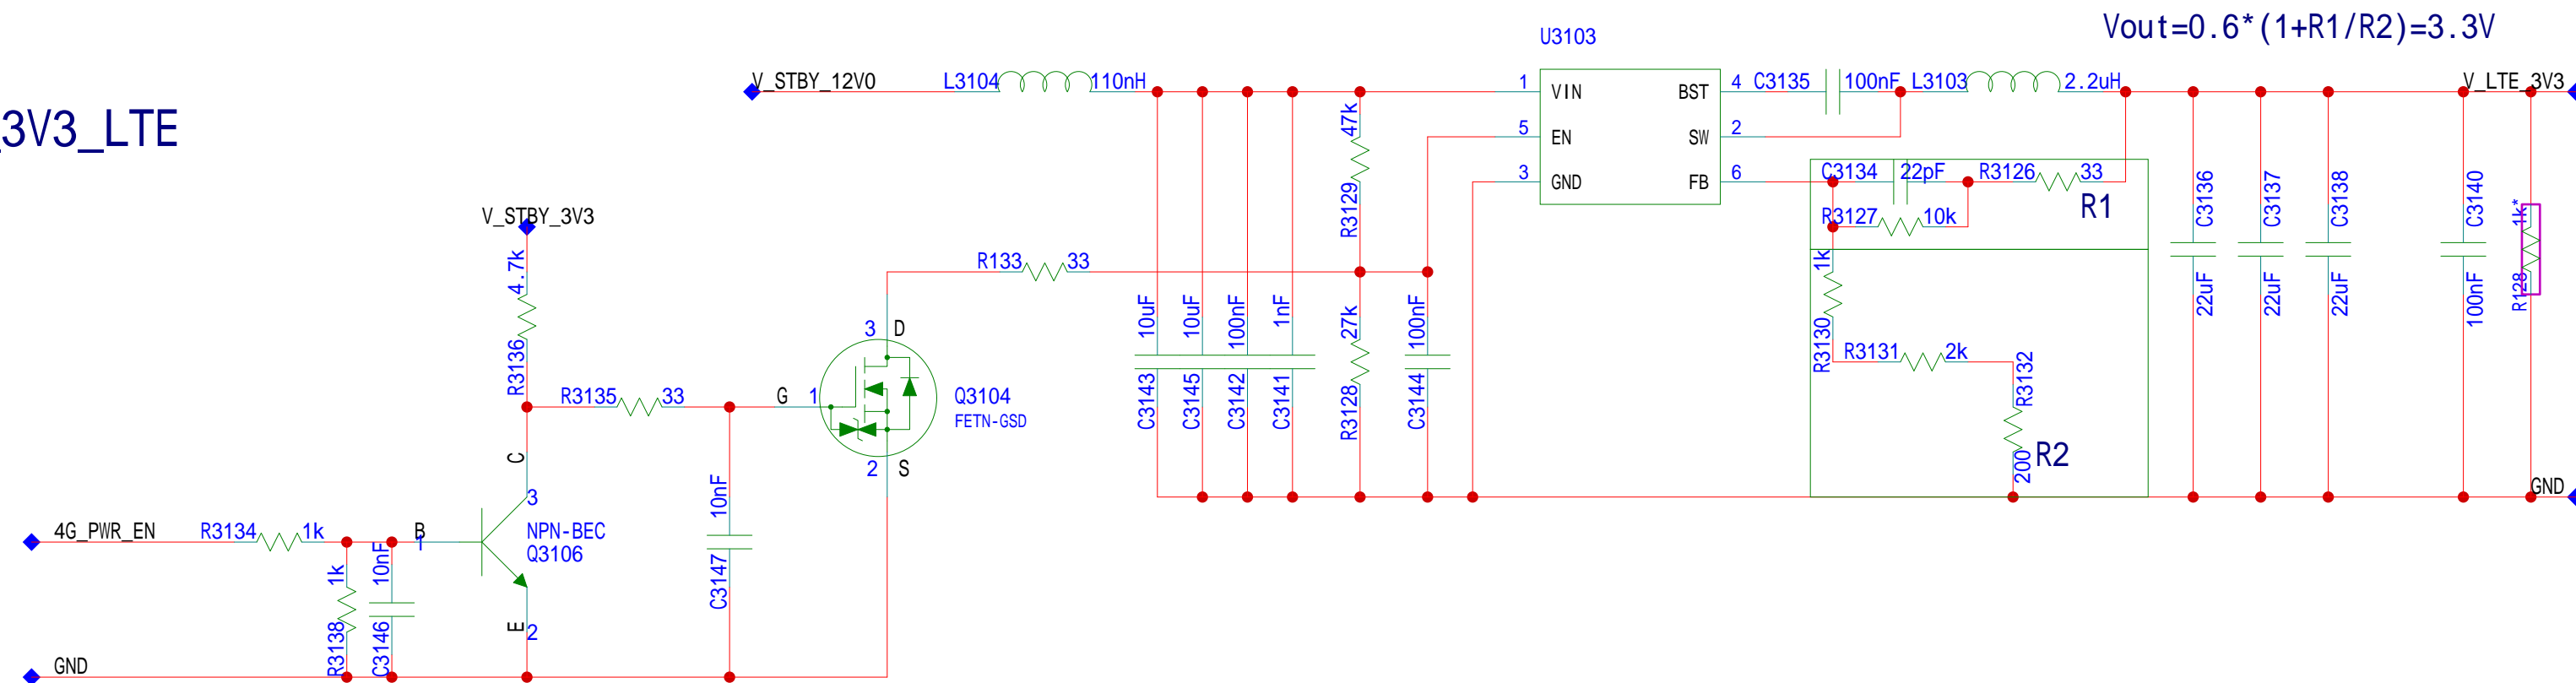 Vout=0.6*(1+R1/R2)=3.3V
U3103
V_STBY_12V0
L3104
110nH
1
VIN
BST
4
C3135
100nF
L3103
2.2uH
V_LTE_3V3
3V3_LTE
47k
R3129
5
EN
SW
2
3
GND
FB
6
C3134
22pF
R3126
33
R1
R3127
10k
C3136
22uF
C3137
22uF
C3138
22uF
C3140
100nF
1k*
R128
V_STBY_3V3
4.7k
R3136
R133
33
1k
R3130
R3131
2k
R3132
200
R2
3
D
10uF
C3143
10uF
C3145
100nF
C3142
1nF
C3141
27k
R3128
100nF
C3144
R3135
33
G
1
Q3104
FETN-GSD
2
S
GND
C
3
10nF
C3147
4G_PWR_EN
R3134
1k
B
1
NPN-BEC
Q3106
1k
R3138
10nF
C3146
E
2
GND